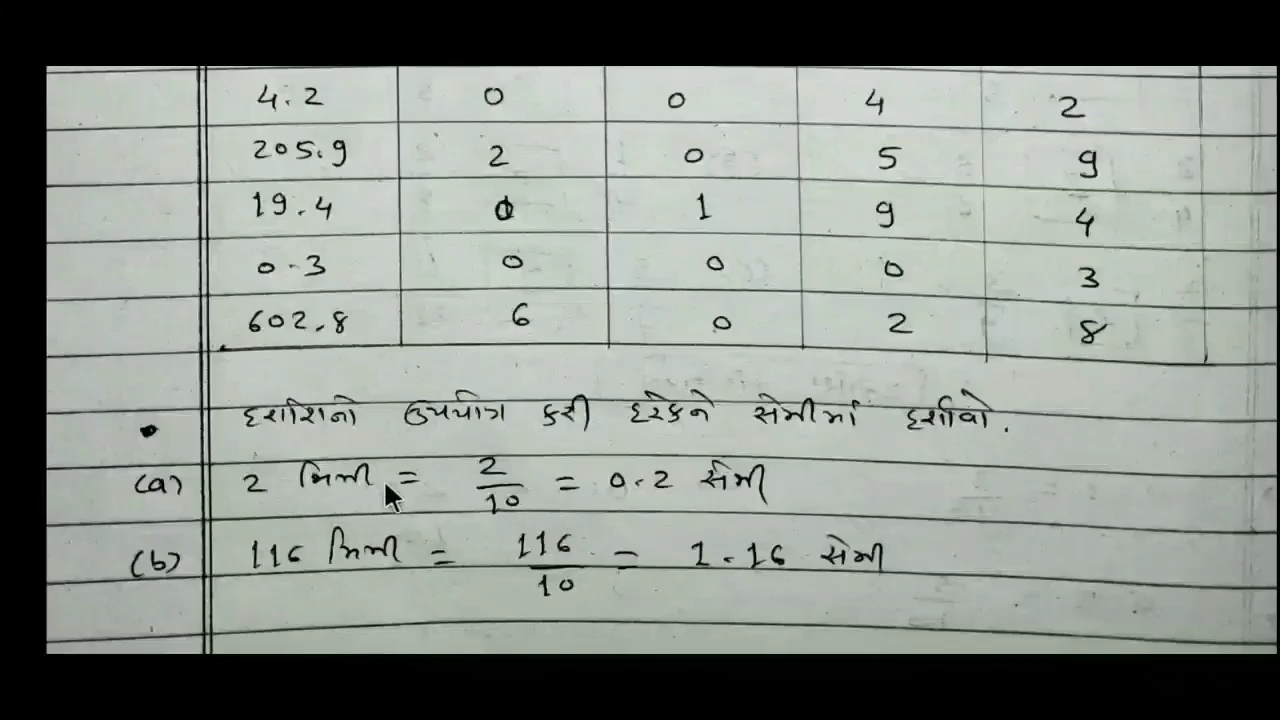 4.2 0 0 4 2
205.9 2 0 5 9
19.4 0 1 9 4
0.3 0 0 0 3
602.8 6 0 2 8
દશાંશનો ઉપયોગ કરી દરેકને સેમીમાં દર્શાવો.
(a) 2 મિમી = 2/10 = 0.2 સેમી
(b) 116 મિમી = 116/10 = 1.16 સેમી